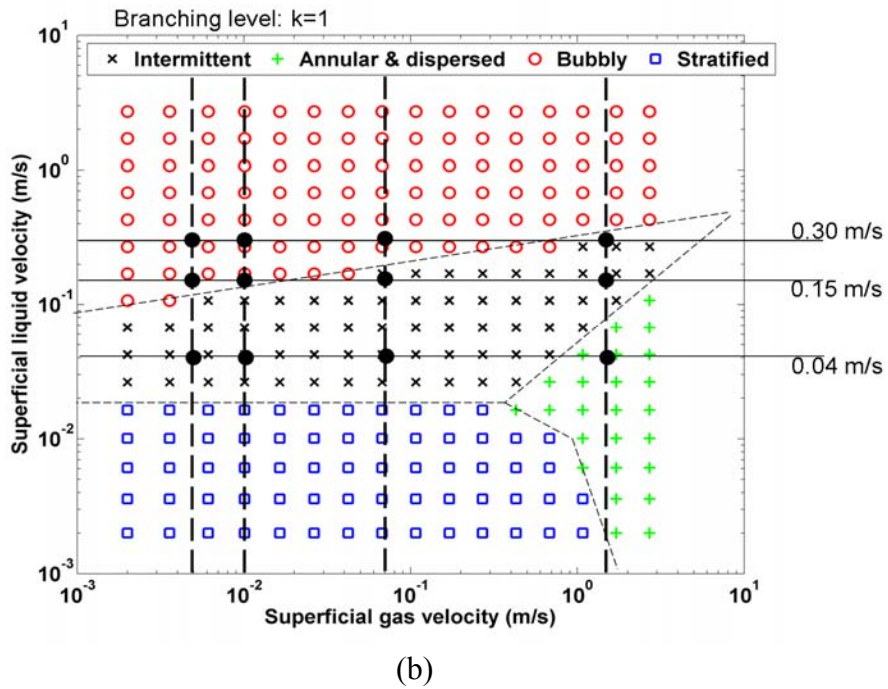 Branching level: k=1
10^1
× Intermittent + Annular & dispersed ○ Bubbly □ Stratified
10^0
0.30 m/s
0.15 m/s
10^-1
0.04 m/s
10^-2
10^-3
Superficial liquid velocity (m/s)
10^-3 10^-2 10^-1 10^0 10^1
Superficial gas velocity (m/s)
(b)